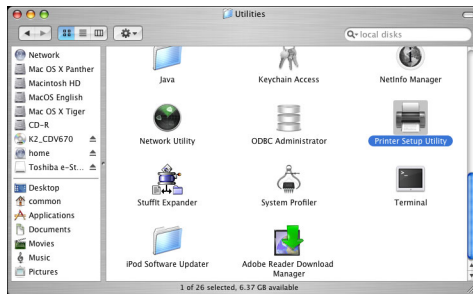 Utilities
local disks
Network
Mac OS X Panther
Macintosh HD
MacOS English
Mac OS X Tiger
CD-R
K2_CDV670
home
Toshiba e-St...
Desktop
common
Applications
Documents
Movies
Music
Pictures
Java
Keychain Access
NetInfo Manager
Network Utility
ODBC Administrator
Printer Setup Utility
StuffIt Expander
System Profiler
Terminal
iPod Software Updater
Adobe Reader Download
Manager
1 of 26 selected, 6.37 GB available